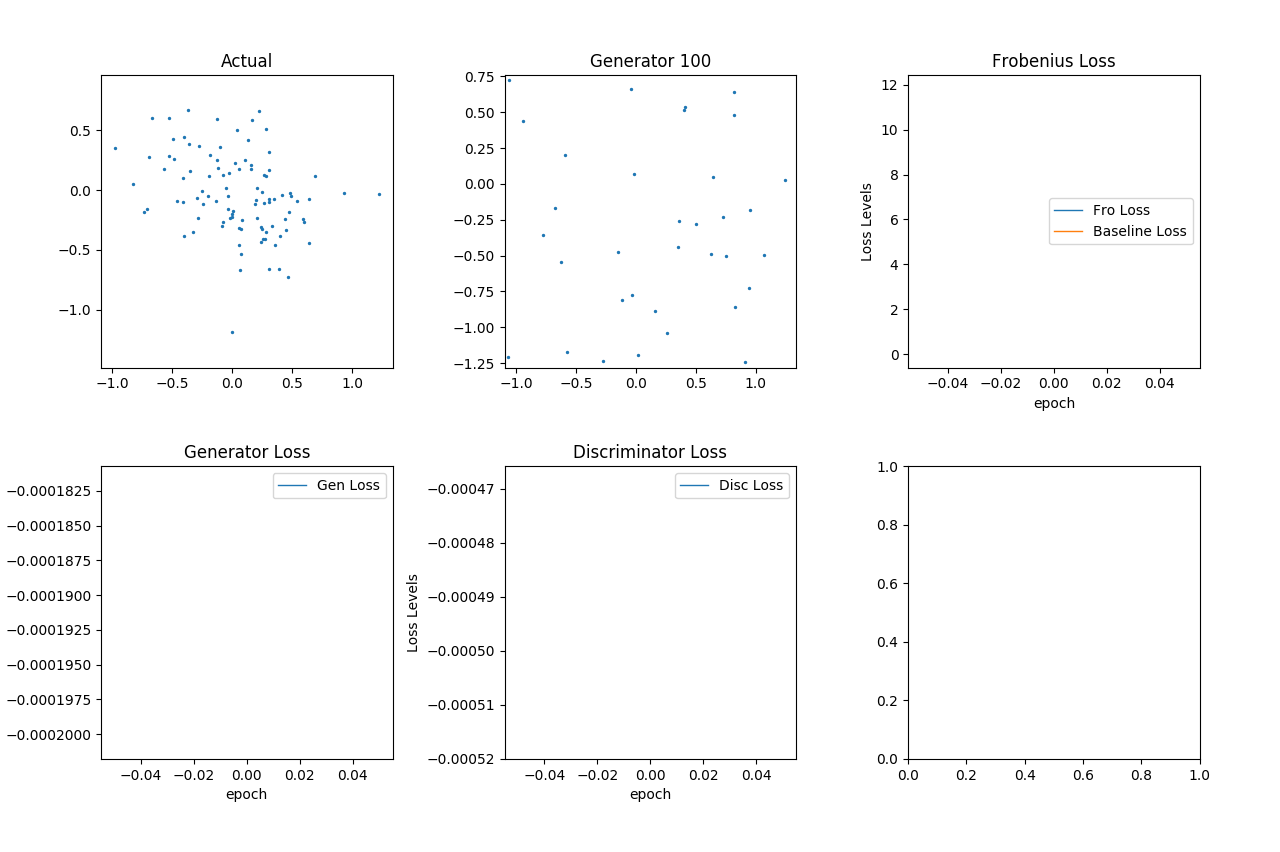 Actual
0.5
0.0
−0.5
−1.0
−1.0 −0.5 0.0 0.5 1.0
Generator 100
0.75
0.50
0.25
0.00
−0.25
−0.50
−0.75
−1.00
−1.25
−1.0 −0.5 0.0 0.5 1.0
Frobenius Loss
Loss Levels
12
10
8
6
4
2
0
Fro Loss
Baseline Loss
−0.04 −0.02 0.00 0.02 0.04
epoch
Generator Loss
−0.0001825
−0.0001850
−0.0001875
−0.0001900
−0.0001925
−0.0001950
−0.0001975
−0.0002000
Gen Loss
−0.04 −0.02 0.00 0.02 0.04
epoch
Discriminator Loss
Loss Levels
−0.00047
−0.00048
−0.00049
−0.00050
−0.00051
−0.00052
Disc Loss
−0.04 −0.02 0.00 0.02 0.04
epoch
1.0
0.8
0.6
0.4
0.2
0.0
0.0 0.2 0.4 0.6 0.8 1.0